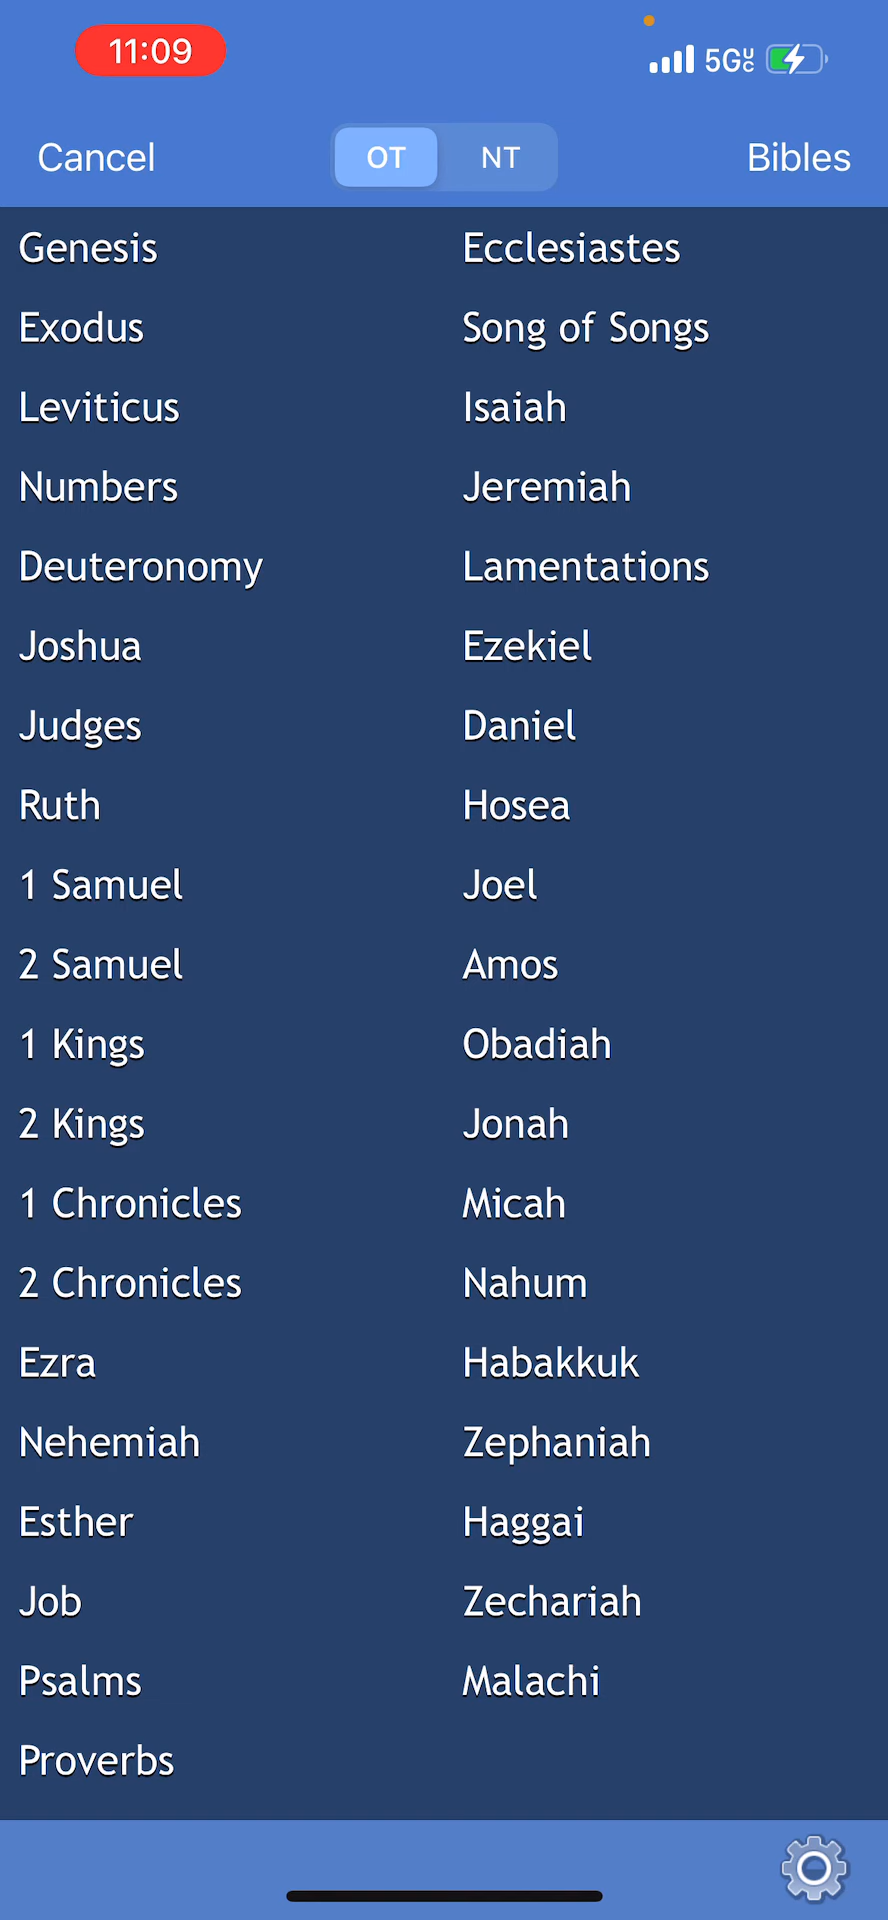 11:09
5GUC
Cancel
OT
NT
Bibles
Genesis
Exodus
Leviticus
Numbers
Deuteronomy
Joshua
Judges
Ruth
1 Samuel
2 Samuel
1 Kings
2 Kings
1 Chronicles
2 Chronicles
Ezra
Nehemiah
Esther
Job
Psalms
Proverbs
Ecclesiastes
Song of Songs
Isaiah
Jeremiah
Lamentations
Ezekiel
Daniel
Hosea
Joel
Amos
Obadiah
Jonah
Micah
Nahum
Habakkuk
Zephaniah
Haggai
Zechariah
Malachi